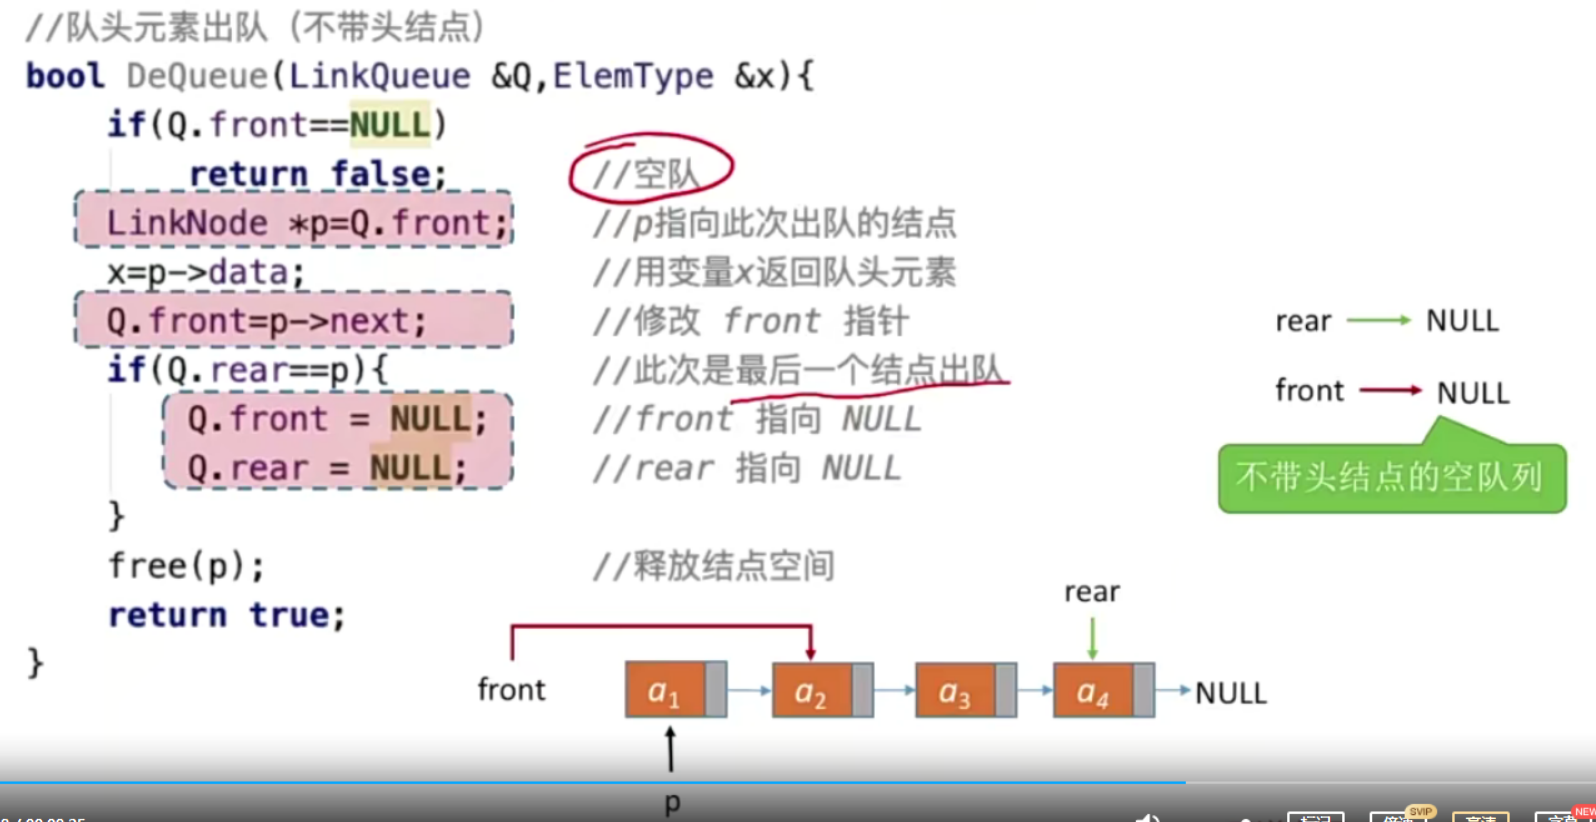 //队头元素出队（不带头结点）
bool DeQueue(LinkQueue &Q,ElemType &x){
if(Q.front==NULL)
return false; //空队
LinkNode *p=Q.front; //p指向此次出队的结点
x=p->data; //用变量x返回队头元素
Q.front=p->next; //修改 front 指针
if(Q.rear==p){ //此次是最后一个结点出队
Q.front = NULL; //front 指向 NULL
Q.rear = NULL; //rear 指向 NULL
}
free(p); //释放结点空间
return true;
}
rear NULL
front NULL
不带头结点的空队列
rear
front a1 a2 a3 a4 NULL
p
SVIP NEW